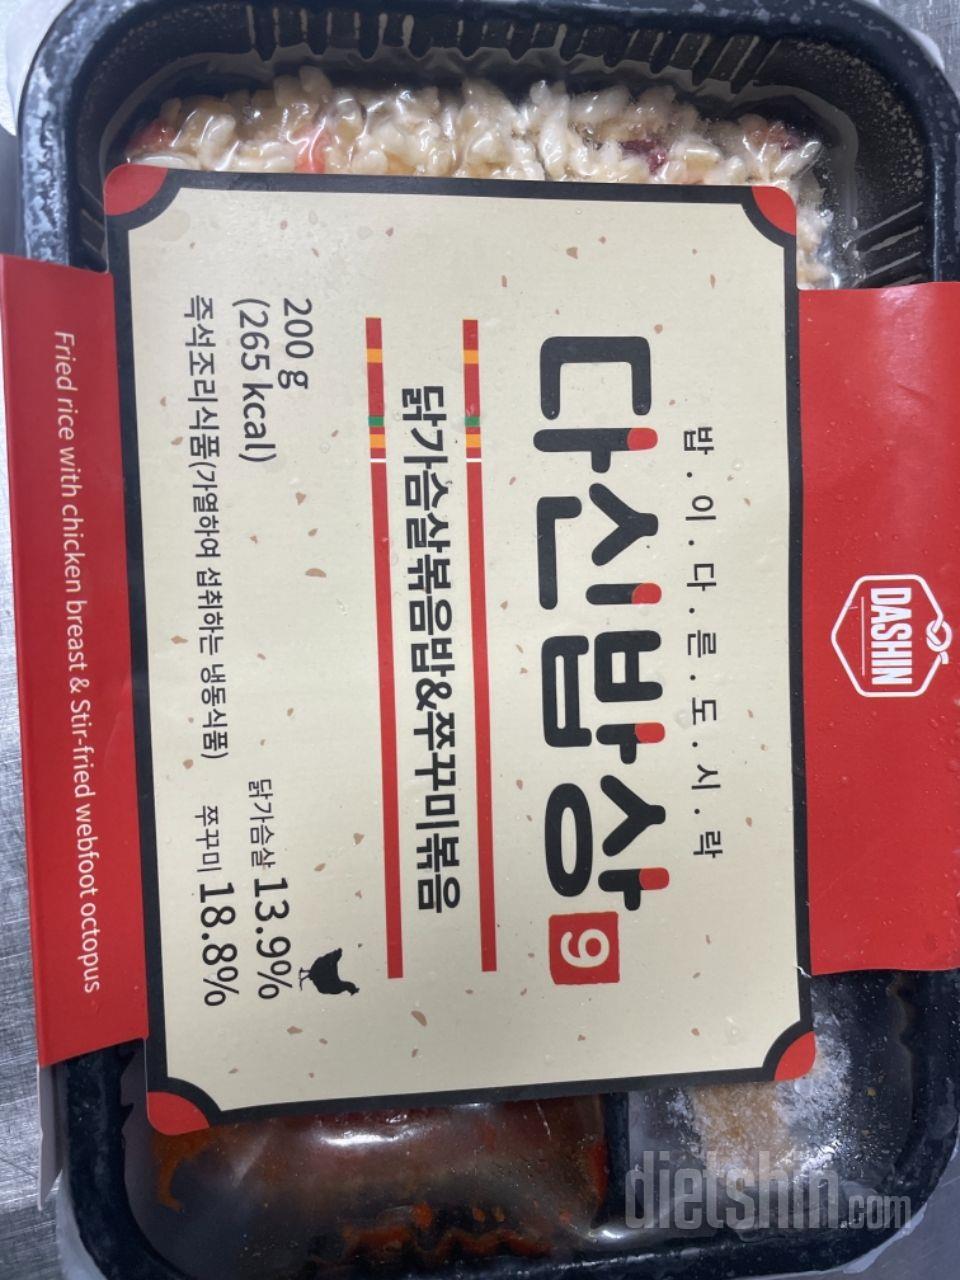 DASHIN
밥.이.다.른.도.시.락
다신밥상 9
닭가슴살볶음밥&쭈꾸미볶음
200 g
(265 kcal)
즉석조리식품(가열하여 섭취하는 냉동식품)
닭가슴살 13.9%
쭈꾸미 18.8%
Fried rice with chicken breast & Stir-fried webfoot octopus
dietshin.com